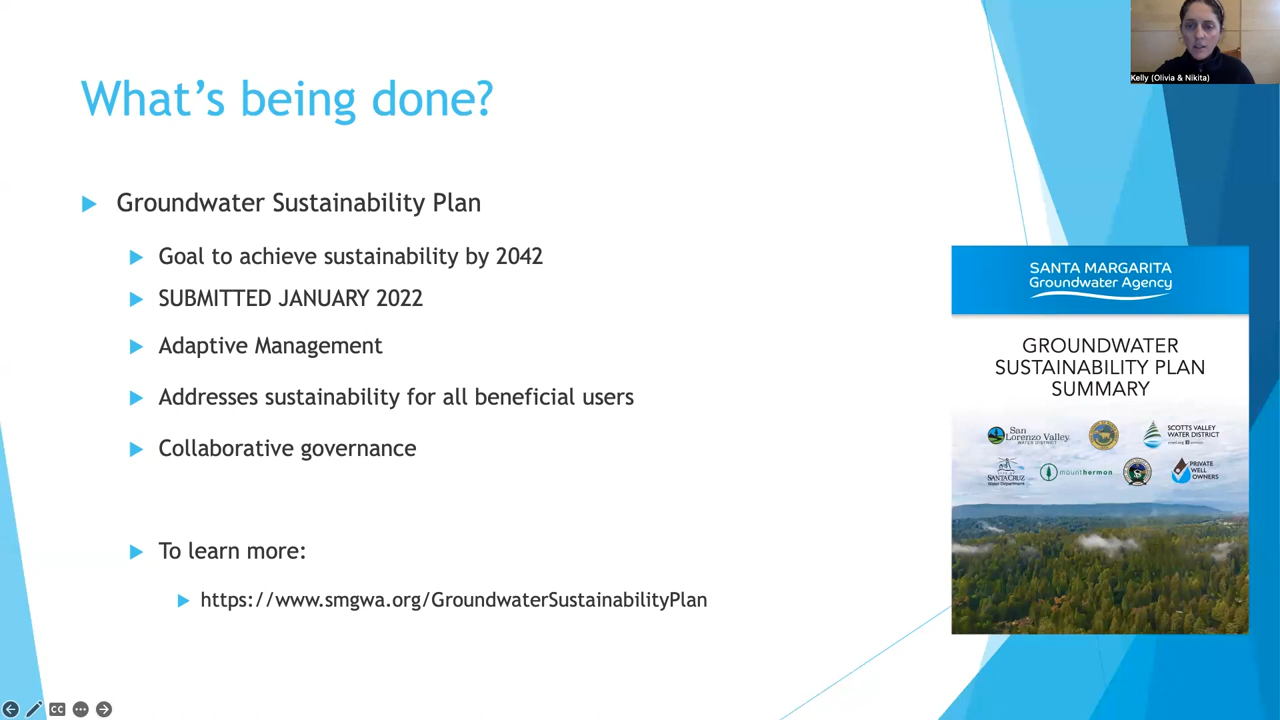 What's being done?
Kelly (Olivia & Nikita)
Groundwater Sustainability Plan
Goal to achieve sustainability by 2042
SUBMITTED JANUARY 2022
Adaptive Management
Addresses sustainability for all beneficial users
Collaborative governance
To learn more:
https://www.smgwa.org/GroundwaterSustainabilityPlan
SANTA MARGARITA
Groundwater Agency
GROUNDWATER
SUSTAINABILITY PLAN
SUMMARY
San
Lorenzo Valley
WATER DISTRICT
SCOTTS VALLEY
WATER DISTRICT
SANTA CRUZ
Water Department
mounthermon
PRIVATE
WELL
OWNERS
CC